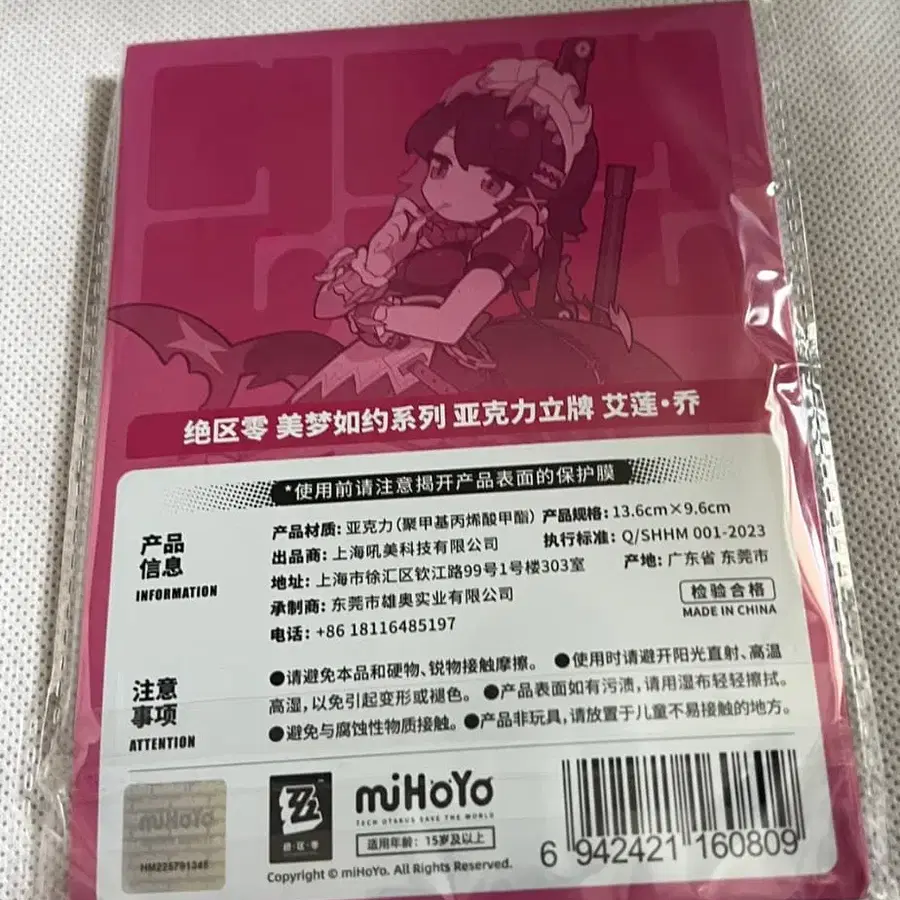 绝区零 美梦如约系列 亚克力立牌 艾莲·乔
*使用前请注意揭开产品表面的保护膜
产品信息
INFORMATION
产品材质: 亚克力(聚甲基丙烯酸甲酯) 产品规格: 13.6cm×9.6cm
出品商: 上海吼美科技有限公司 执行标准: Q/SHHM 001-2023
地址: 上海市徐汇区钦江路99号1号楼303室 产地: 广东省 东莞市
承制商: 东莞市雄奥实业有限公司 检验合格
电话: +86 18116485197 MADE IN CHINA
注意事项
ATTENTION
●请避免本品和硬物、锐物接触摩擦。 ●使用时请避开阳光直射、高温
高湿,以免引起变形或褪色。 ●产品表面如有污渍,请用湿布轻轻擦拭。
●避免与腐蚀性物质接触。●产品非玩具,请放置于儿童不易接触的地方。
miHoYo
HM225791345
绝·区·零
miHoYo
TECH OTAKUS SAVE THE WORLD
适用年龄: 15岁及以上
Copyright © miHoYo. All Rights Reserved.
6 942421 160809